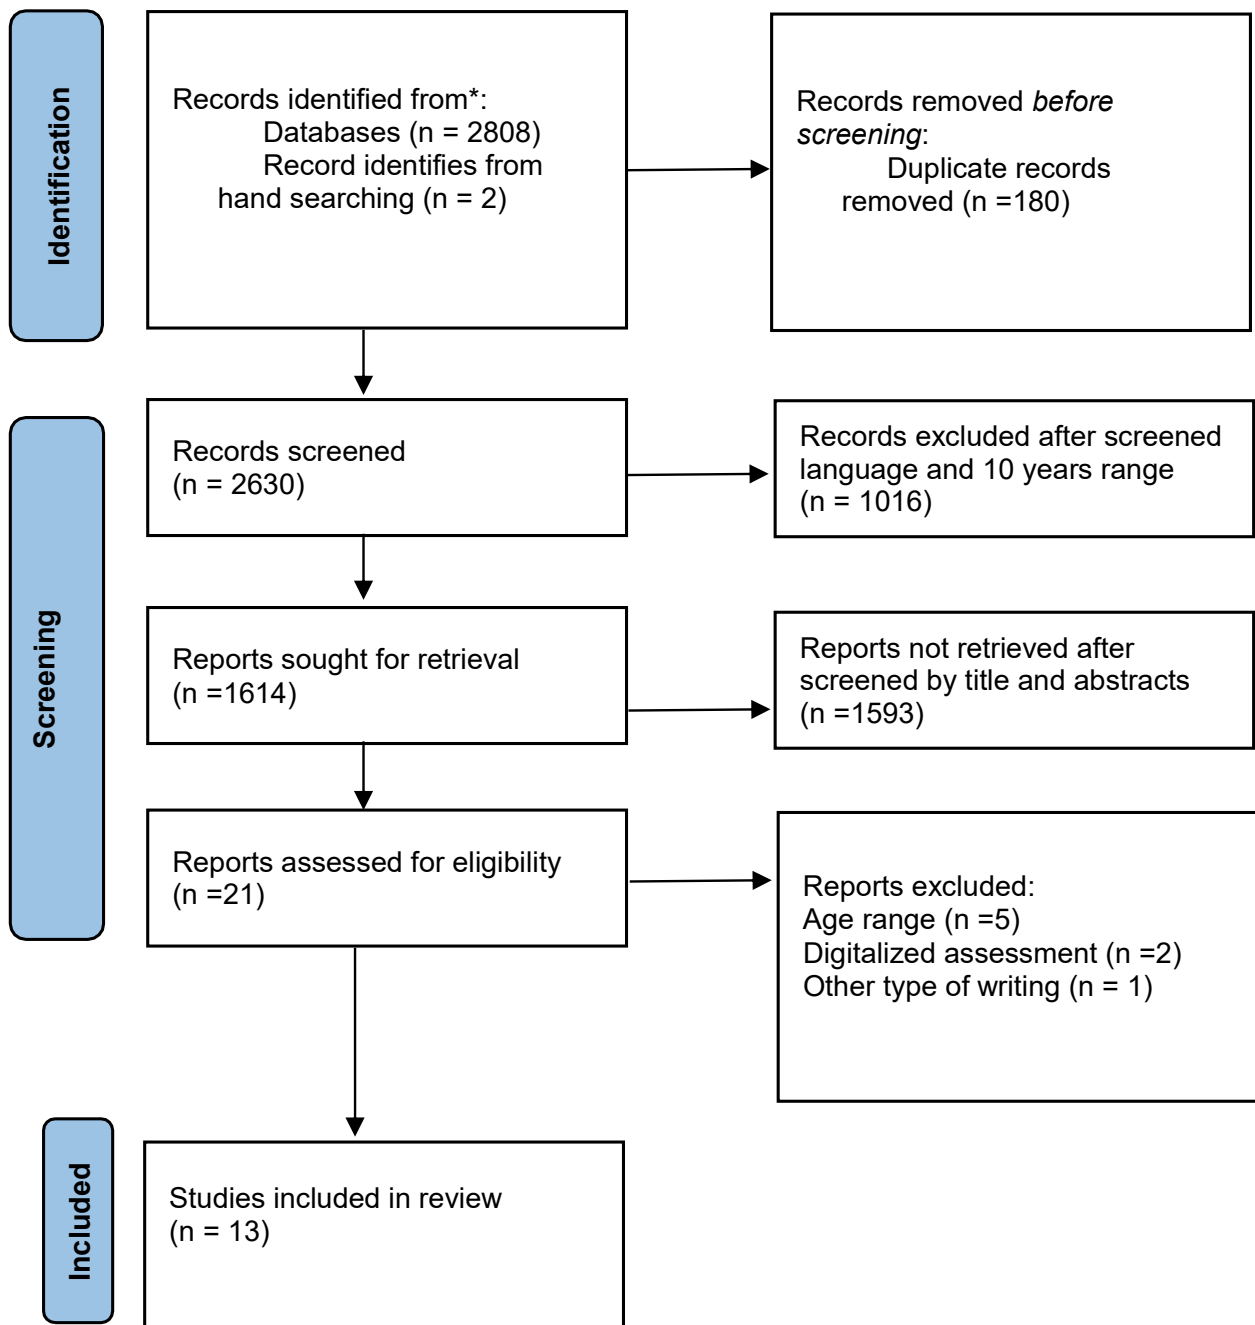 Identification
Records identified from*:
Databases (n = 2808)
Record identifies from
hand searching (n = 2)
Records removed before
screening:
Duplicate records
removed (n =180)
Screening
Records screened
(n = 2630)
Records excluded after screened
language and 10 years range
(n = 1016)
Reports sought for retrieval
(n =1614)
Reports not retrieved after
screened by title and abstracts
(n =1593)
Reports assessed for eligibility
(n =21)
Reports excluded:
Age range (n =5)
Digitalized assessment (n =2)
Other type of writing (n = 1)
Included
Studies included in review
(n = 13)